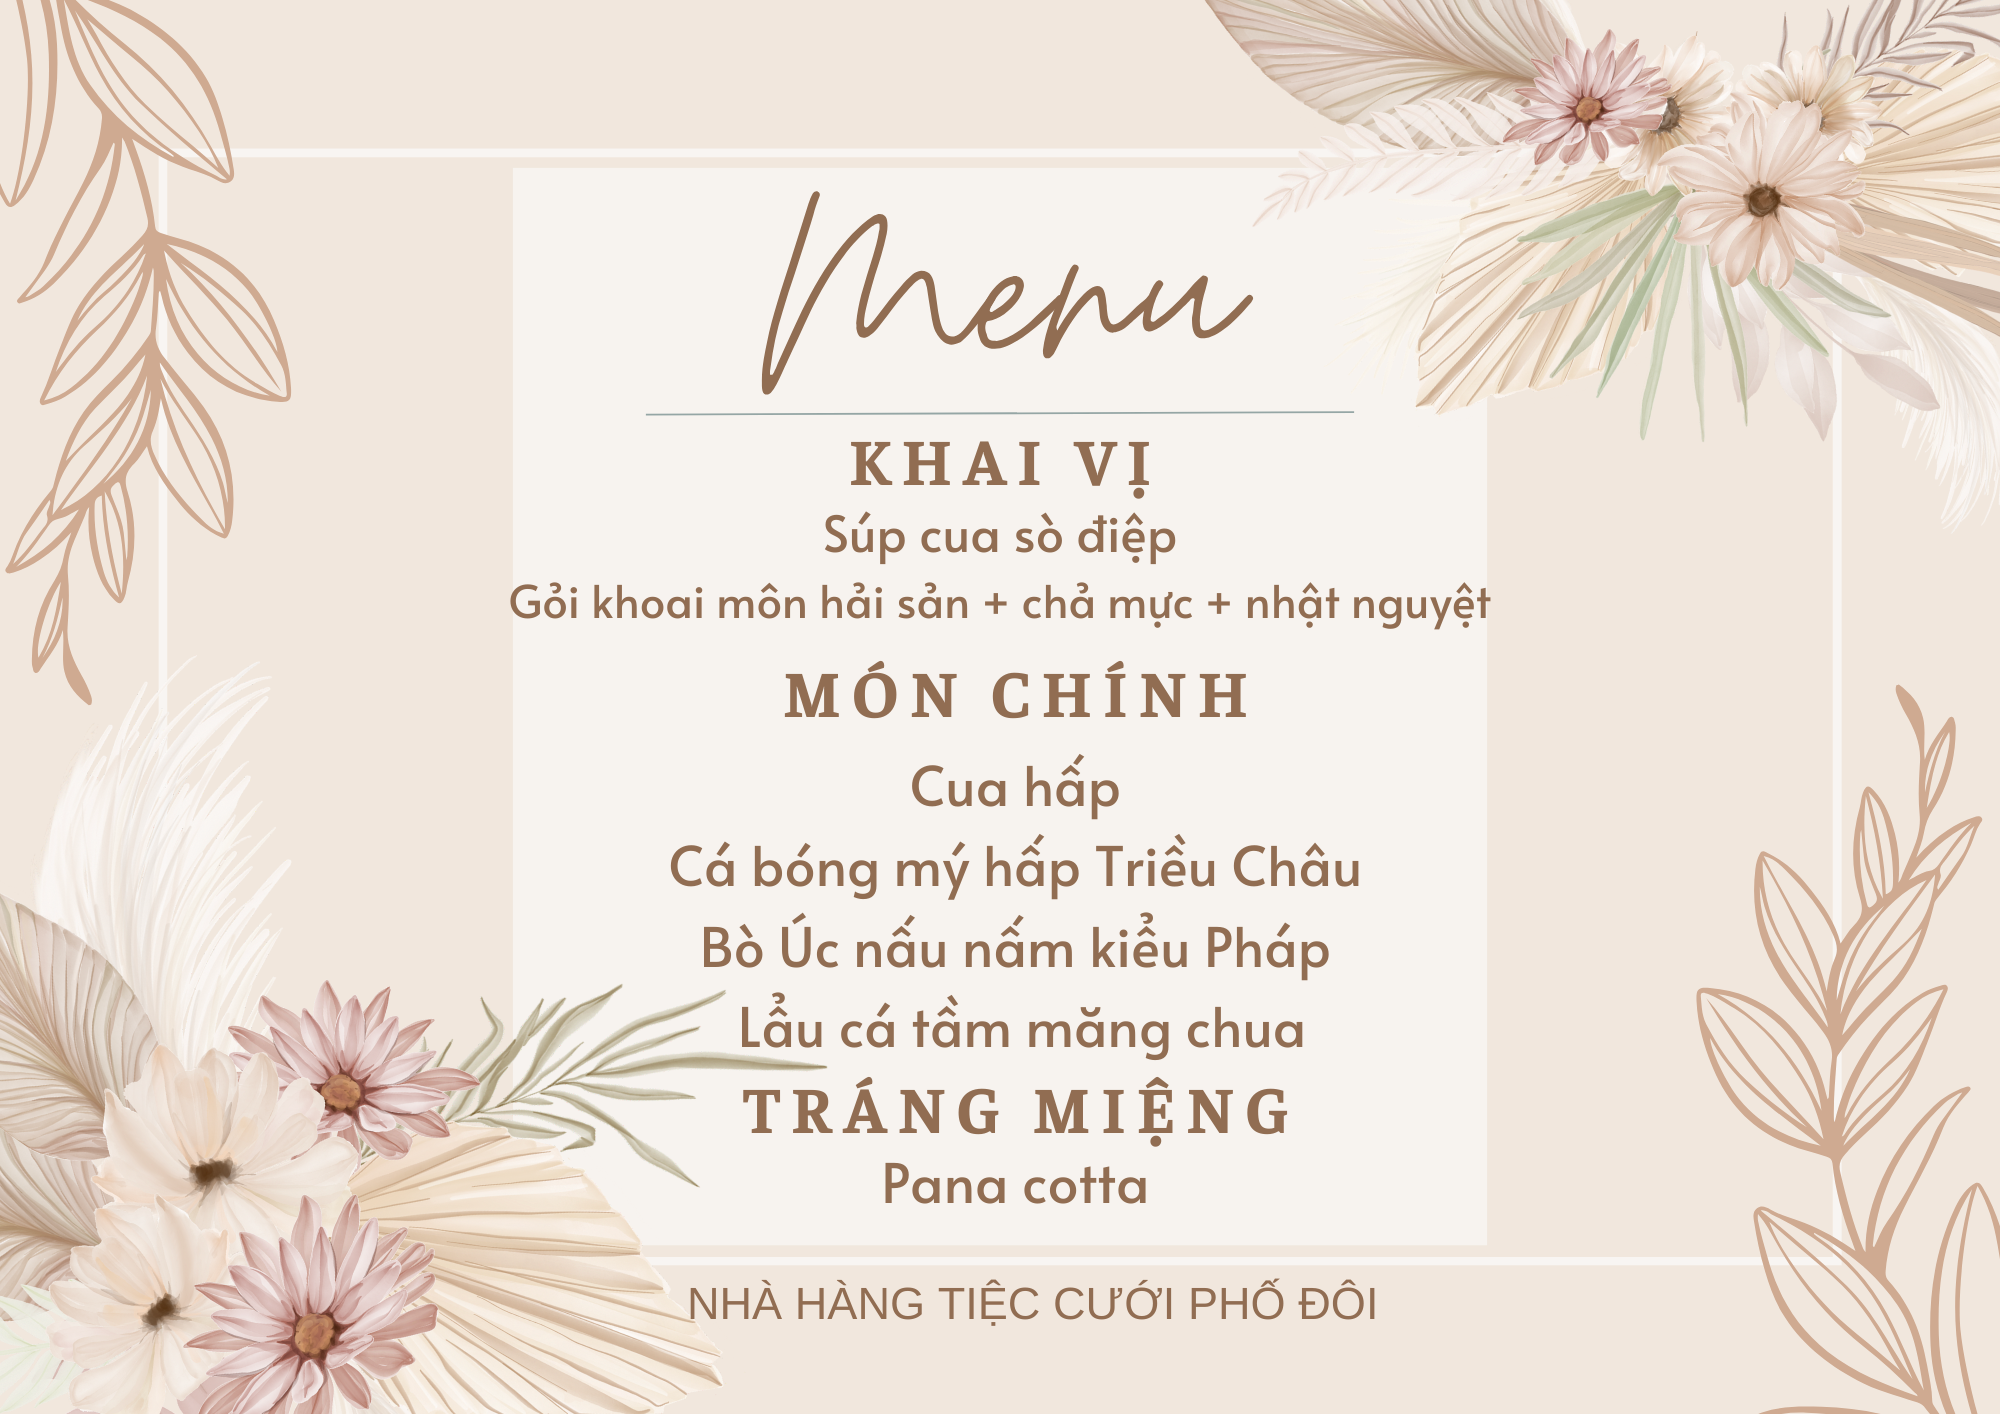 Menu
KHAI VỊ
Súp cua sò điệp
Gỏi khoai môn hải sản + chả mực + nhật nguyệt
MÓN CHÍNH
Cua hấp
Cá bóng mý hấp Triều Châu
Bò Úc nấu nấm kiểu Pháp
Lẩu cá tầm măng chua
TRÁNG MIỆNG
Pana cotta
NHÀ HÀNG TIỆC CƯỚI PHỐ ĐÔI